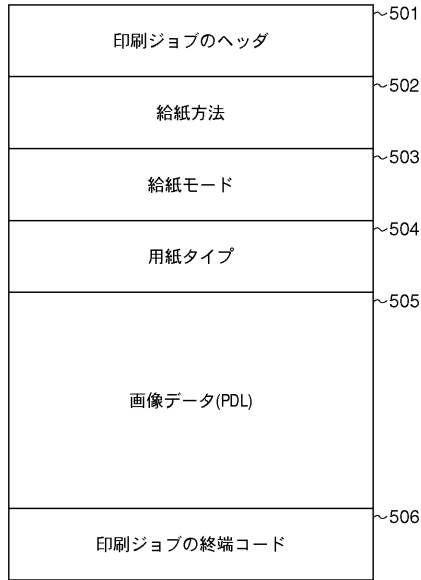 501
印刷ジョブのヘッダ
502
給紙方法
503
給紙モード
504
用紙タイプ
505
画像データ(PDL)
506
印刷ジョブの終端コード